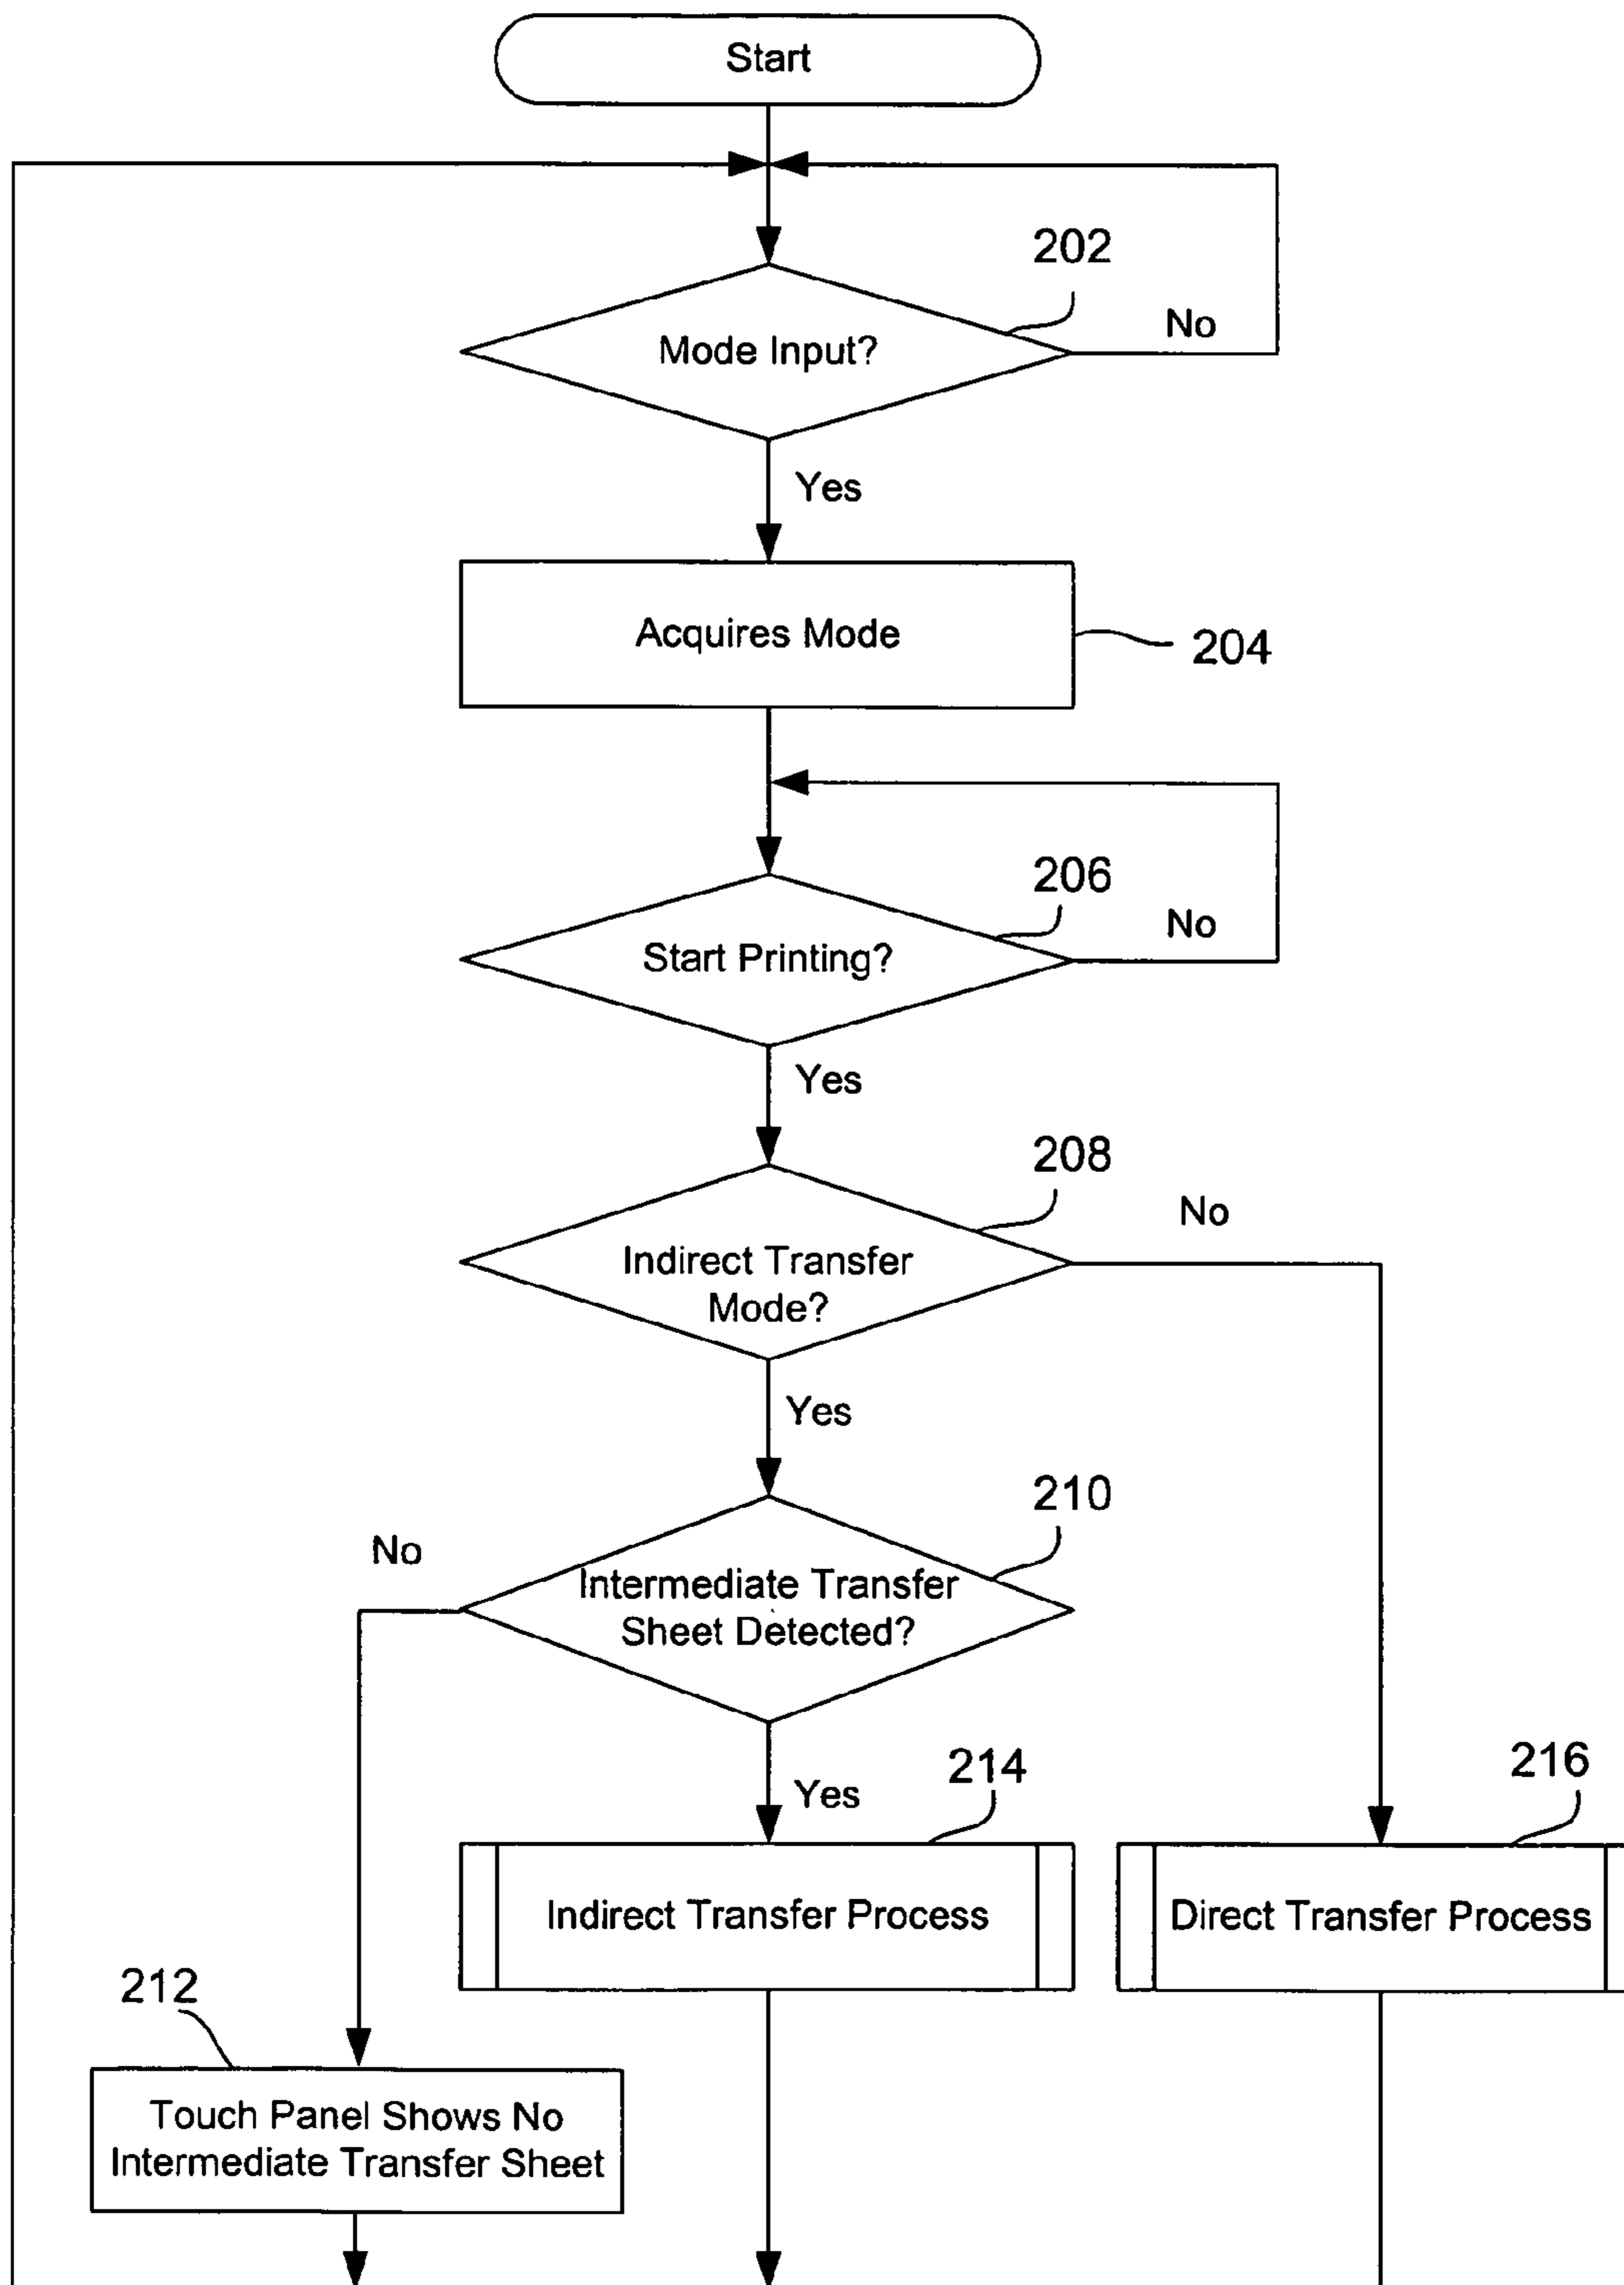 Start
202
Mode Input?
No
Yes
Acquires Mode
204
206
Start Printing?
No
Yes
208
Indirect Transfer
Mode?
No
Yes
210
No
Intermediate Transfer
Sheet Detected?
Yes
214
216
Indirect Transfer Process
Direct Transfer Process
212
Touch Panel Shows No
Intermediate Transfer Sheet